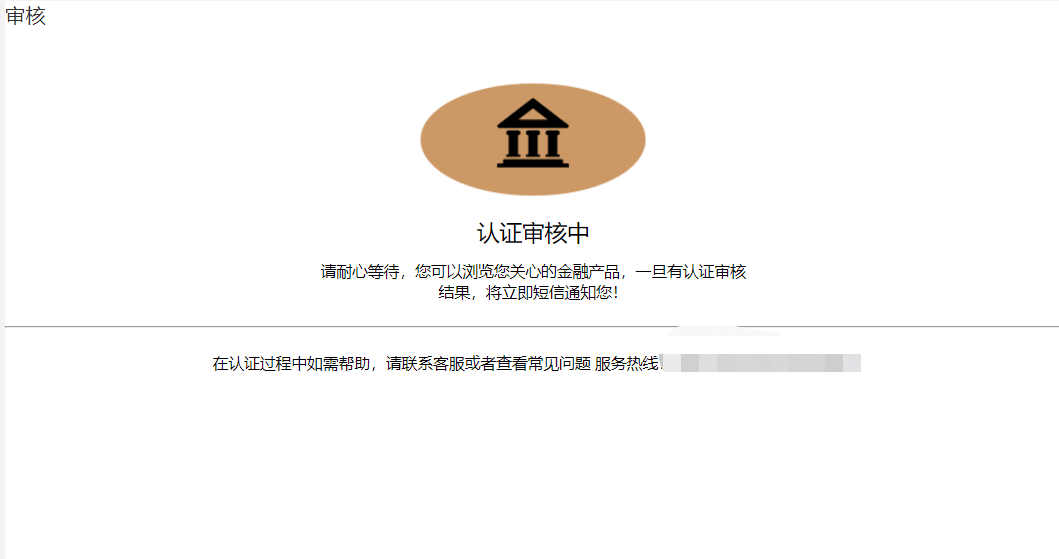 审核
认证审核中
请耐心等待，您可以浏览您关心的金融产品，一旦有认证审核
结果，将立即短信通知您！
在认证过程中如需帮助，请联系客服或者查看常见问题 服务热线